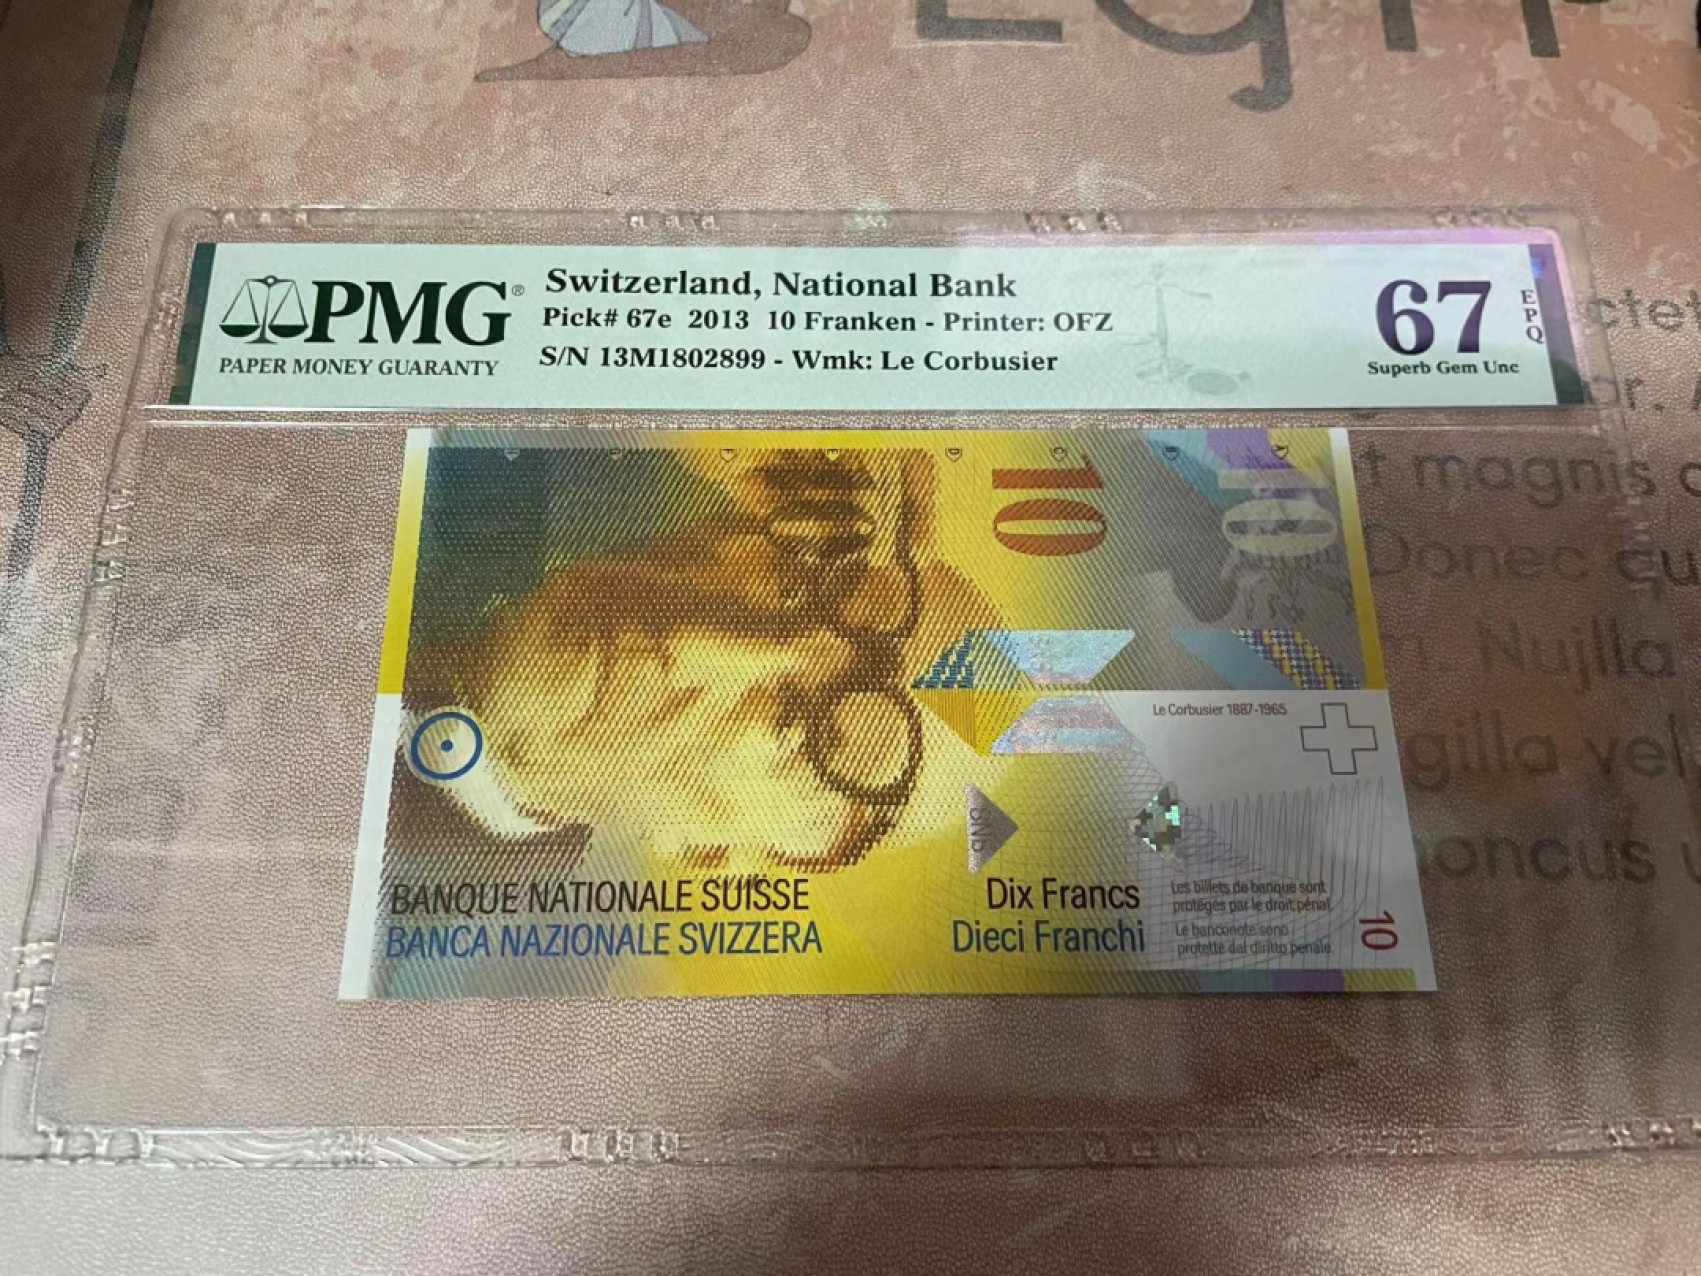 PMG®
PAPER MONEY GUARANTY
Switzerland, National Bank
Pick# 67e 2013 10 Franken - Printer: OFZ
S/N 13M1802899 - Wmk: Le Corbusier
67
EPQ
Superb Gem Unc
10
10
Le Corbusier 1887-1965
BANQUE NATIONALE SUISSE
BANCA NAZIONALE SVIZZERA
Dix Francs
Dieci Franchi
Les billets de banque sont
protégés par le droit pénal.
Le banconote sono
protette dal diritto penale.
10
magnis
Donec
Nujlla
gilla vel